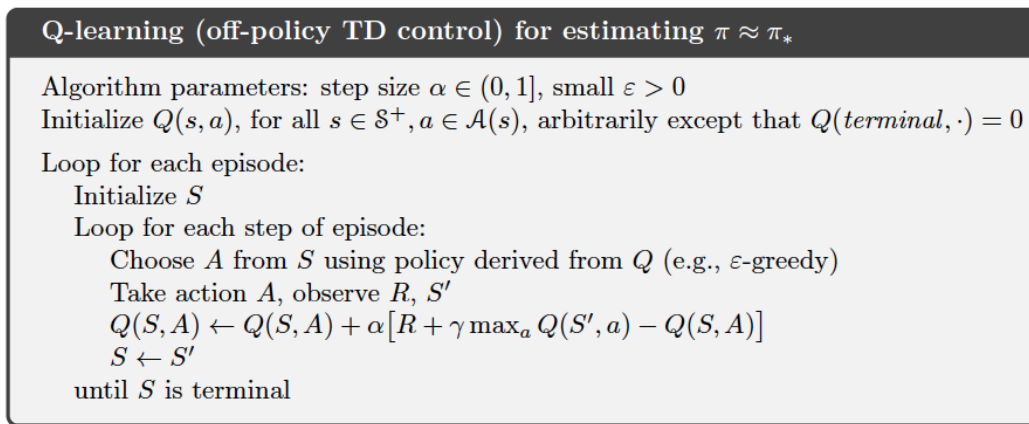 Q-learning (off-policy TD control) for estimating π ≈ π∗
Algorithm parameters: step size α ∈ (0, 1], small ε > 0
Initialize Q(s, a), for all s ∈ 𝒮⁺, a ∈ 𝒜(s), arbitrarily except that Q(terminal, ·) = 0
Loop for each episode:
Initialize S
Loop for each step of episode:
Choose A from S using policy derived from Q (e.g., ε-greedy)
Take action A, observe R, S′
Q(S, A) ← Q(S, A) + α[R + γ maxₐ Q(S′, a) − Q(S, A)]
S ← S′
until S is terminal